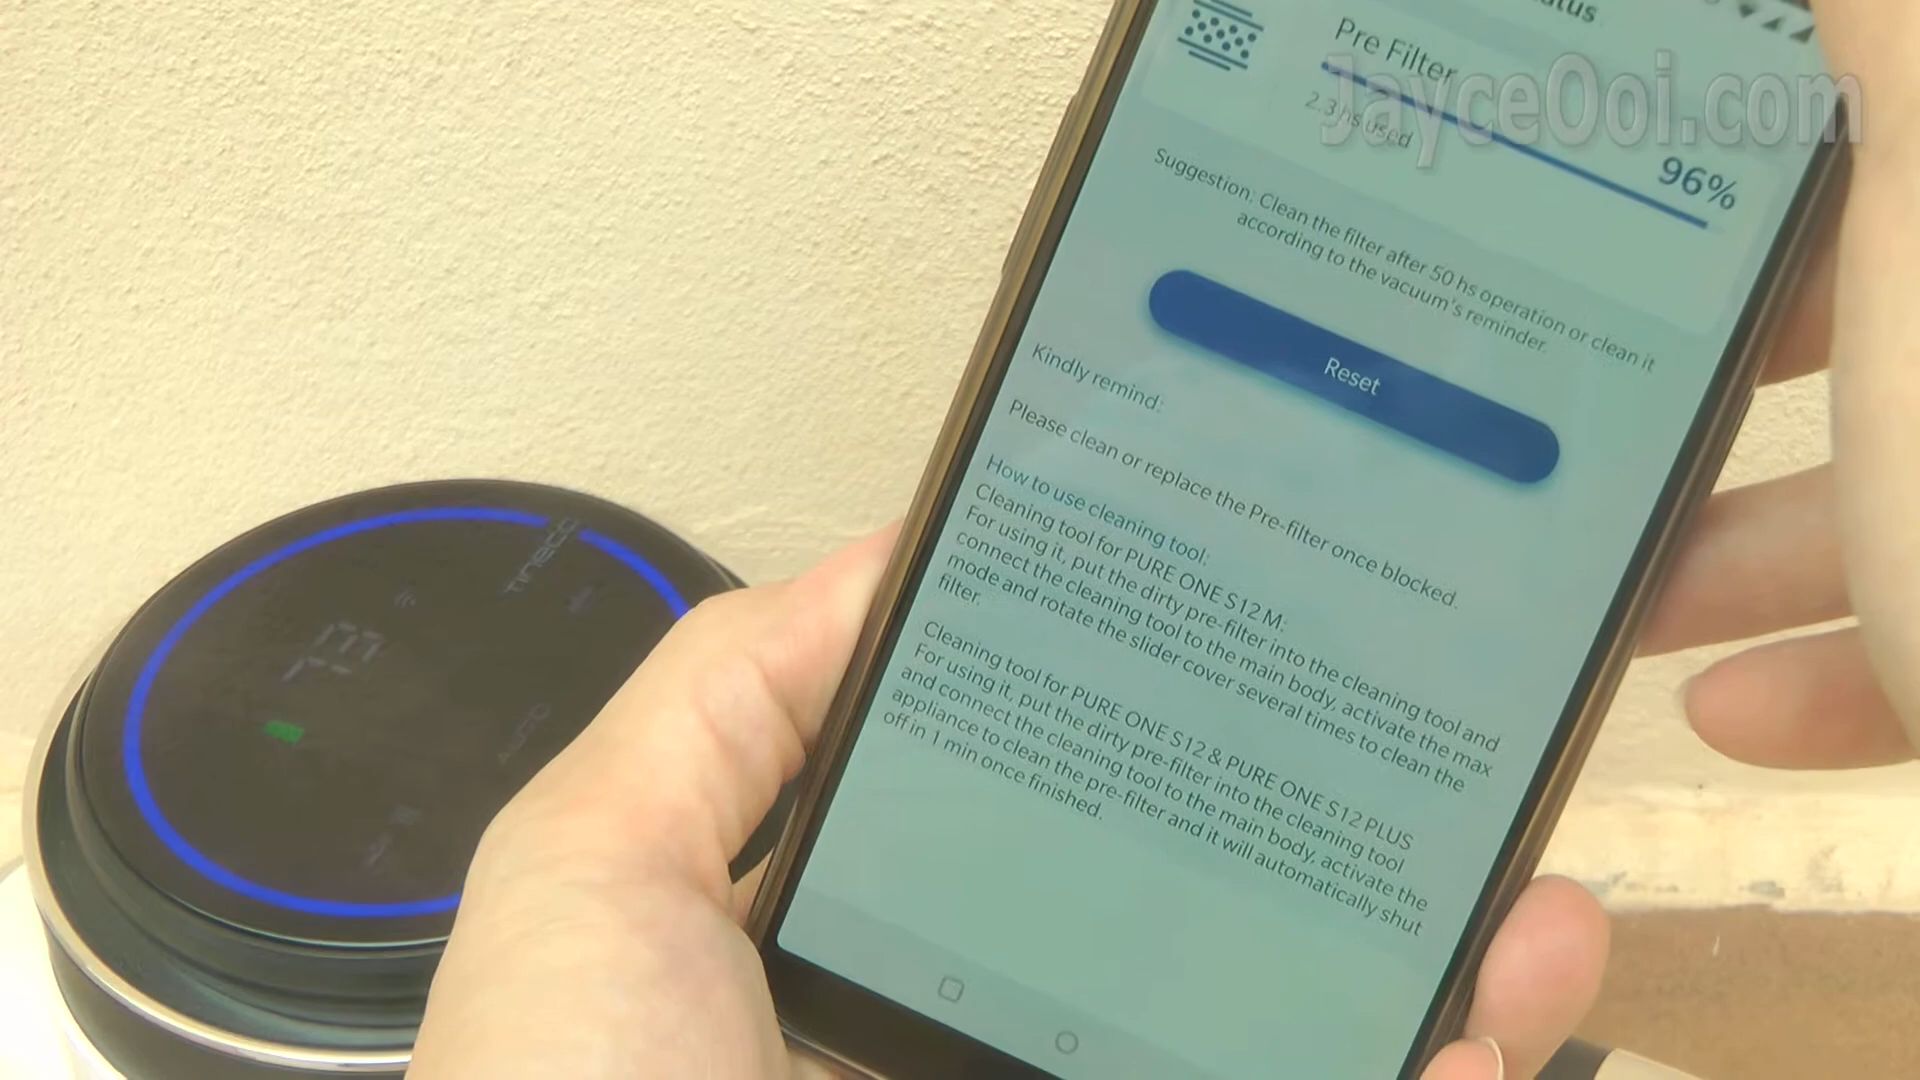 Pre Filter
2.3 hs used
96%
JayceOoi.com
Suggestion: Clean the filter after 50 hs operation or clean it
according to the vacuum's reminder.
Reset
Kindly remind:
Please clean or replace the Pre-filter once blocked.
How to use cleaning tool:
Cleaning tool for PURE ONE S12 M:
For using it, put the dirty pre-filter into the cleaning tool and
connect the cleaning tool to the main body, activate the max
mode and rotate the slider cover several times to clean the
filter.
Cleaning tool for PURE ONE S12 & PURE ONE S12 PLUS
For using it, put the dirty pre-filter into the cleaning tool
and connect the cleaning tool to the main body, activate the
appliance to clean the pre-filter and it will automatically shut
off in 1 min once finished.
TINECO
AUTO